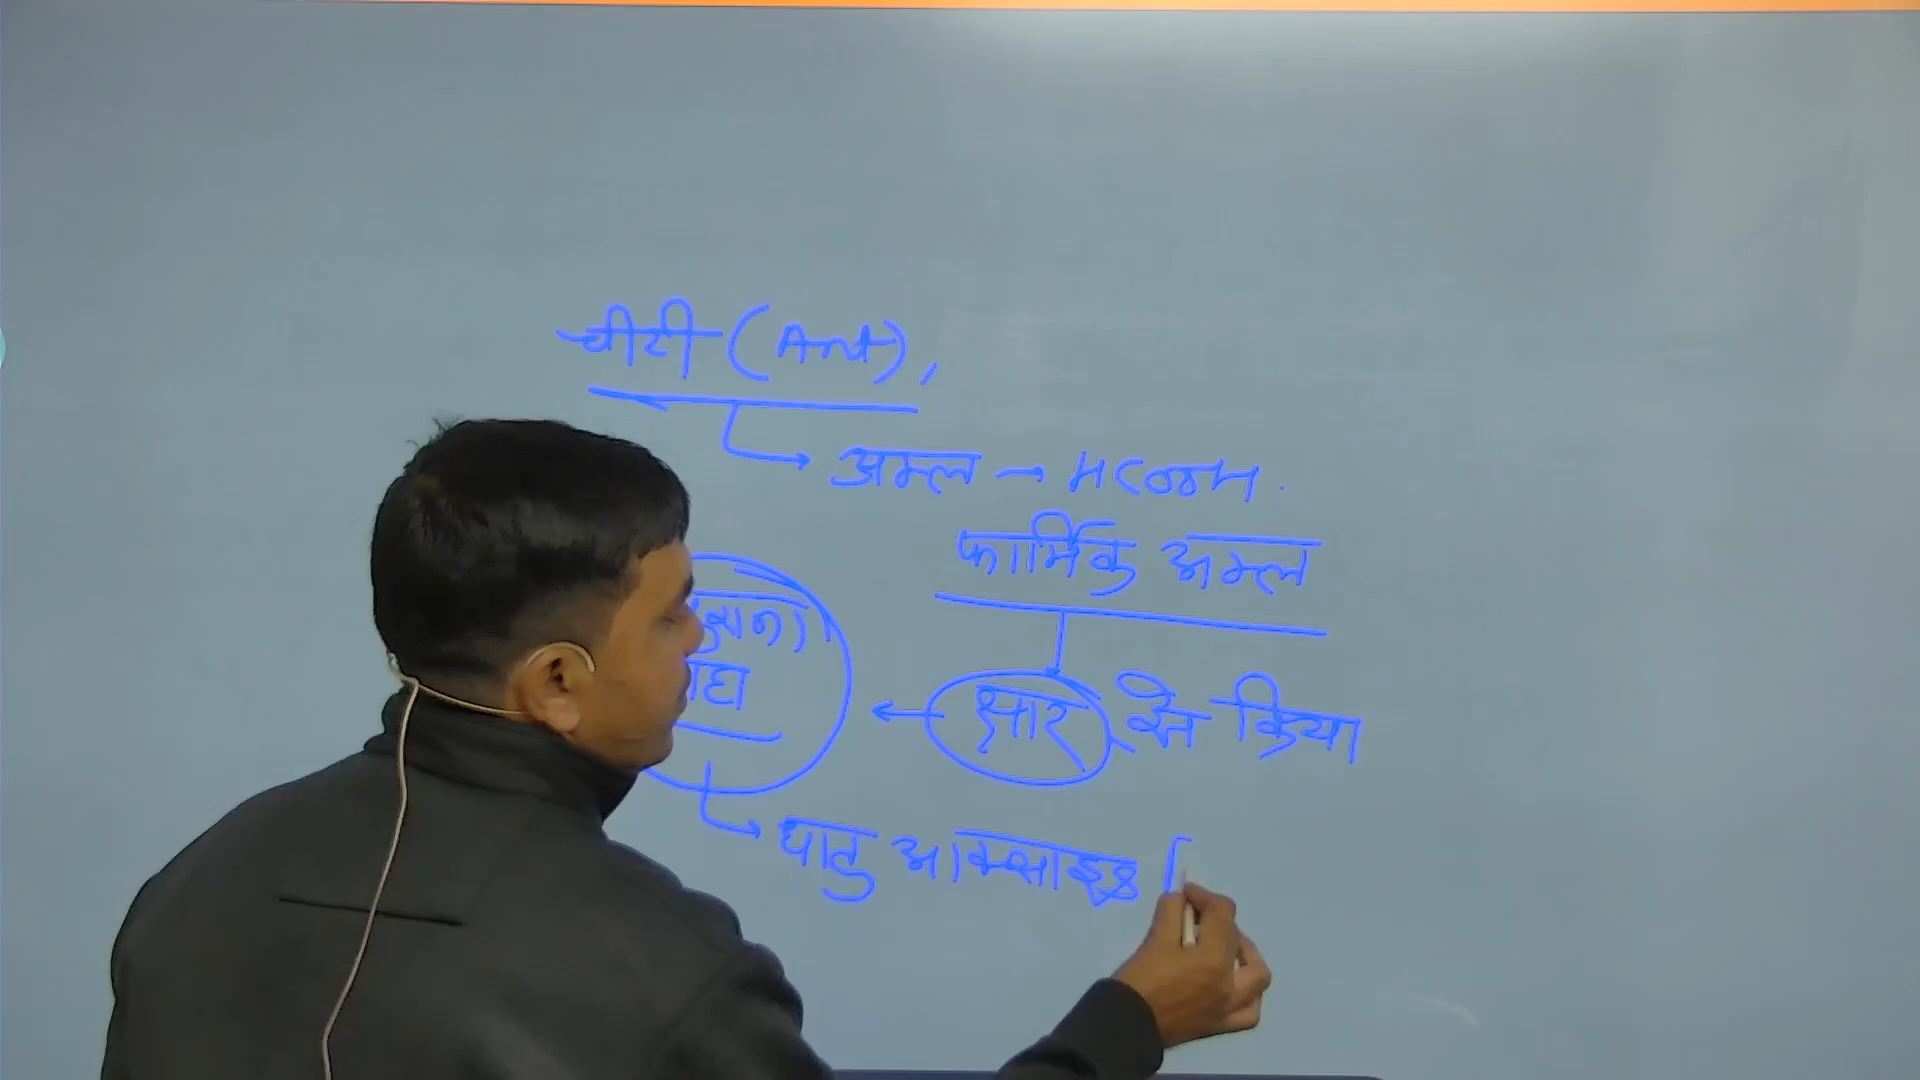 चीटी (Ant),
अम्ल → HCOOH.
फार्मिक अम्ल
क्षार से क्रिया
धातु आक्साइड (